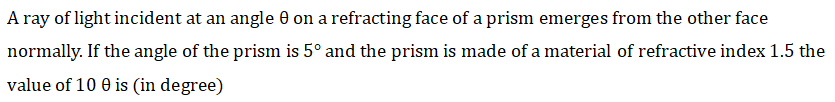 A ray of light incident at an angle θ on a refracting face of a prism emerges from the other face
normally. If the angle of the prism is 5° and the prism is made of a material of refractive index 1.5 the
value of 10 θ is (in degree)